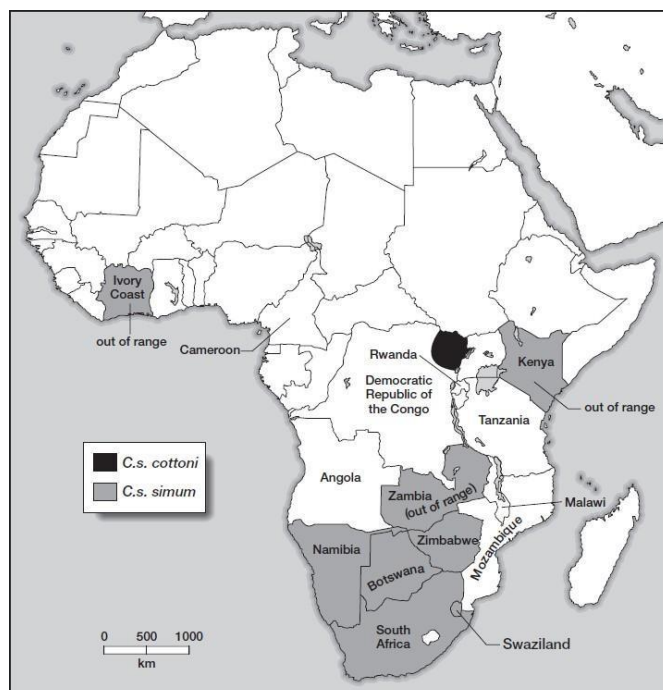 Ivory
Coast
out of range
Cameroon
Rwanda
Democratic
Republic of
the Congo
Kenya
out of range
Tanzania
C.s. cottoni
C.s. simum
Angola
Zambia
(out of range)
Malawi
Mozambique
Zimbabwe
Namibia
Botswana
South
Africa
Swaziland
0 500 1000
km